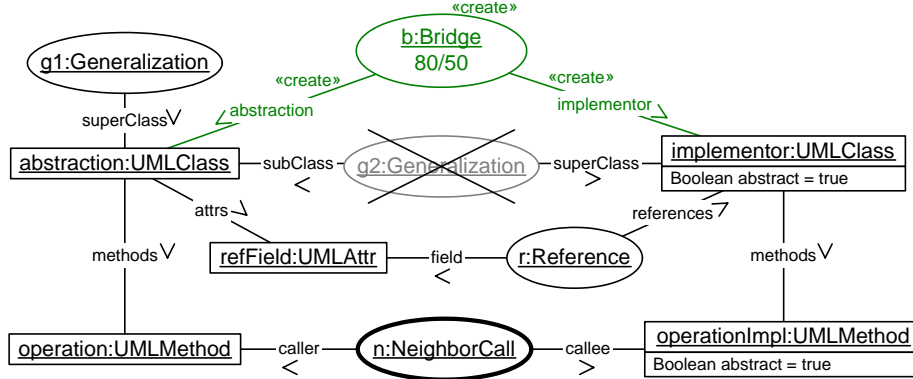 «create»
b:Bridge
80/50
g1:Generalization
«create»
«create»
abstraction
implementor
superClass
abstraction:UMLClass
subClass
g2:Generalization
superClass
implementor:UMLClass
Boolean abstract = true
attrs
references
methods
refField:UMLAttr
field
r:Reference
methods
operation:UMLMethod
caller
n:NeighborCall
callee
operationImpl:UMLMethod
Boolean abstract = true